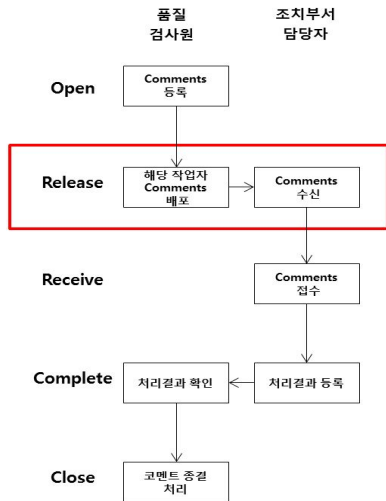 품질
검사원
조치부서
담당자
Open
Comments
등록
Release
해당 작업자
Comments
배포
Comments
수신
Receive
Comments
접수
Complete
처리결과 확인
처리결과 등록
Close
코멘트 종결
처리